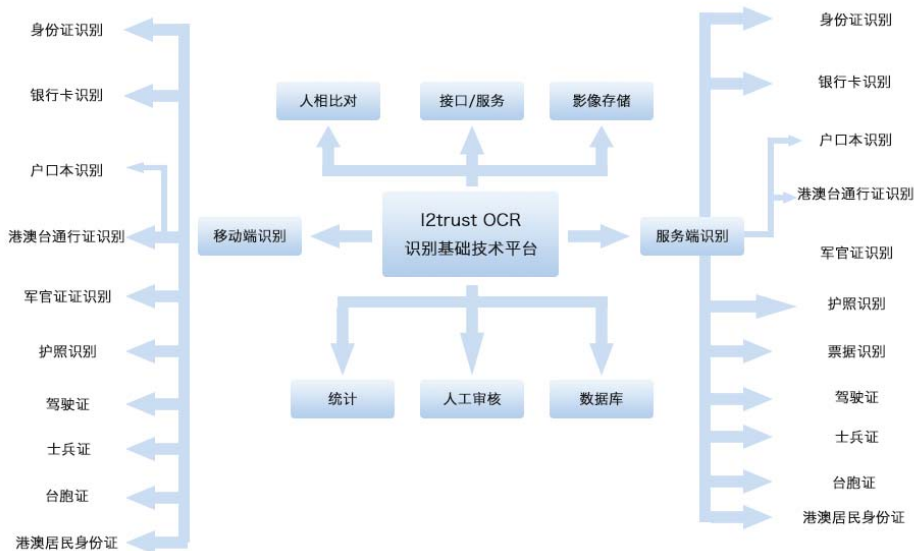 身份证识别
银行卡识别
户口本识别
港澳台通行证识别
军官证证识别
护照识别
驾驶证
士兵证
台胞证
港澳居民身份证
移动端识别
人相比对
接口/服务
影像存储
I2trust OCR
识别基础技术平台
统计
人工审核
数据库
服务端识别
身份证识别
银行卡识别
户口本识别
港澳台通行证识别
军官证识别
护照识别
票据识别
驾驶证
士兵证
台胞证
港澳居民身份证